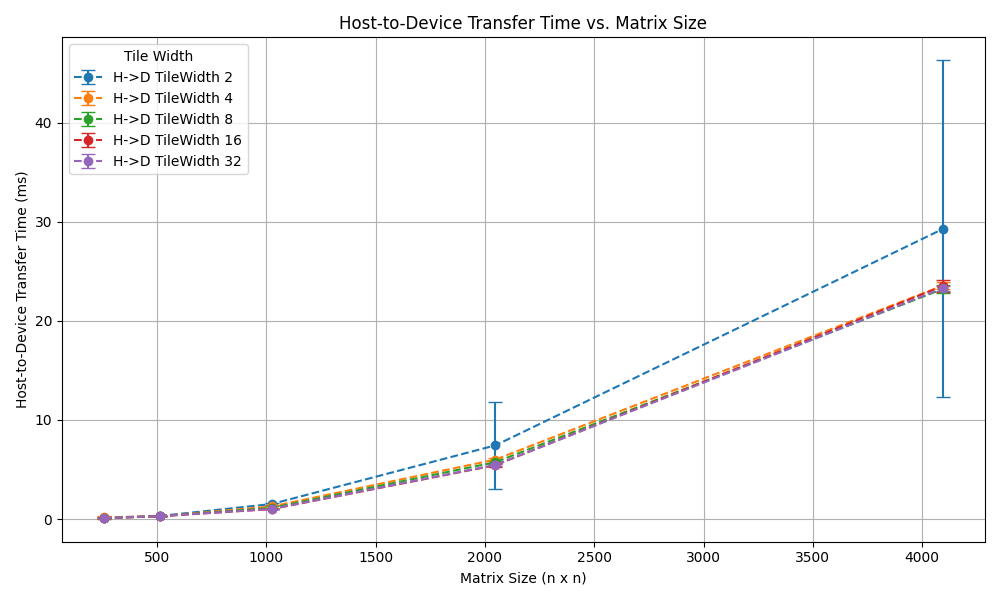 Host-to-Device Transfer Time vs. Matrix Size
Tile Width
H->D TileWidth 2
H->D TileWidth 4
H->D TileWidth 8
H->D TileWidth 16
H->D TileWidth 32
Host-to-Device Transfer Time (ms)
40
30
20
10
0
500 1000 1500 2000 2500 3000 3500 4000
Matrix Size (n x n)